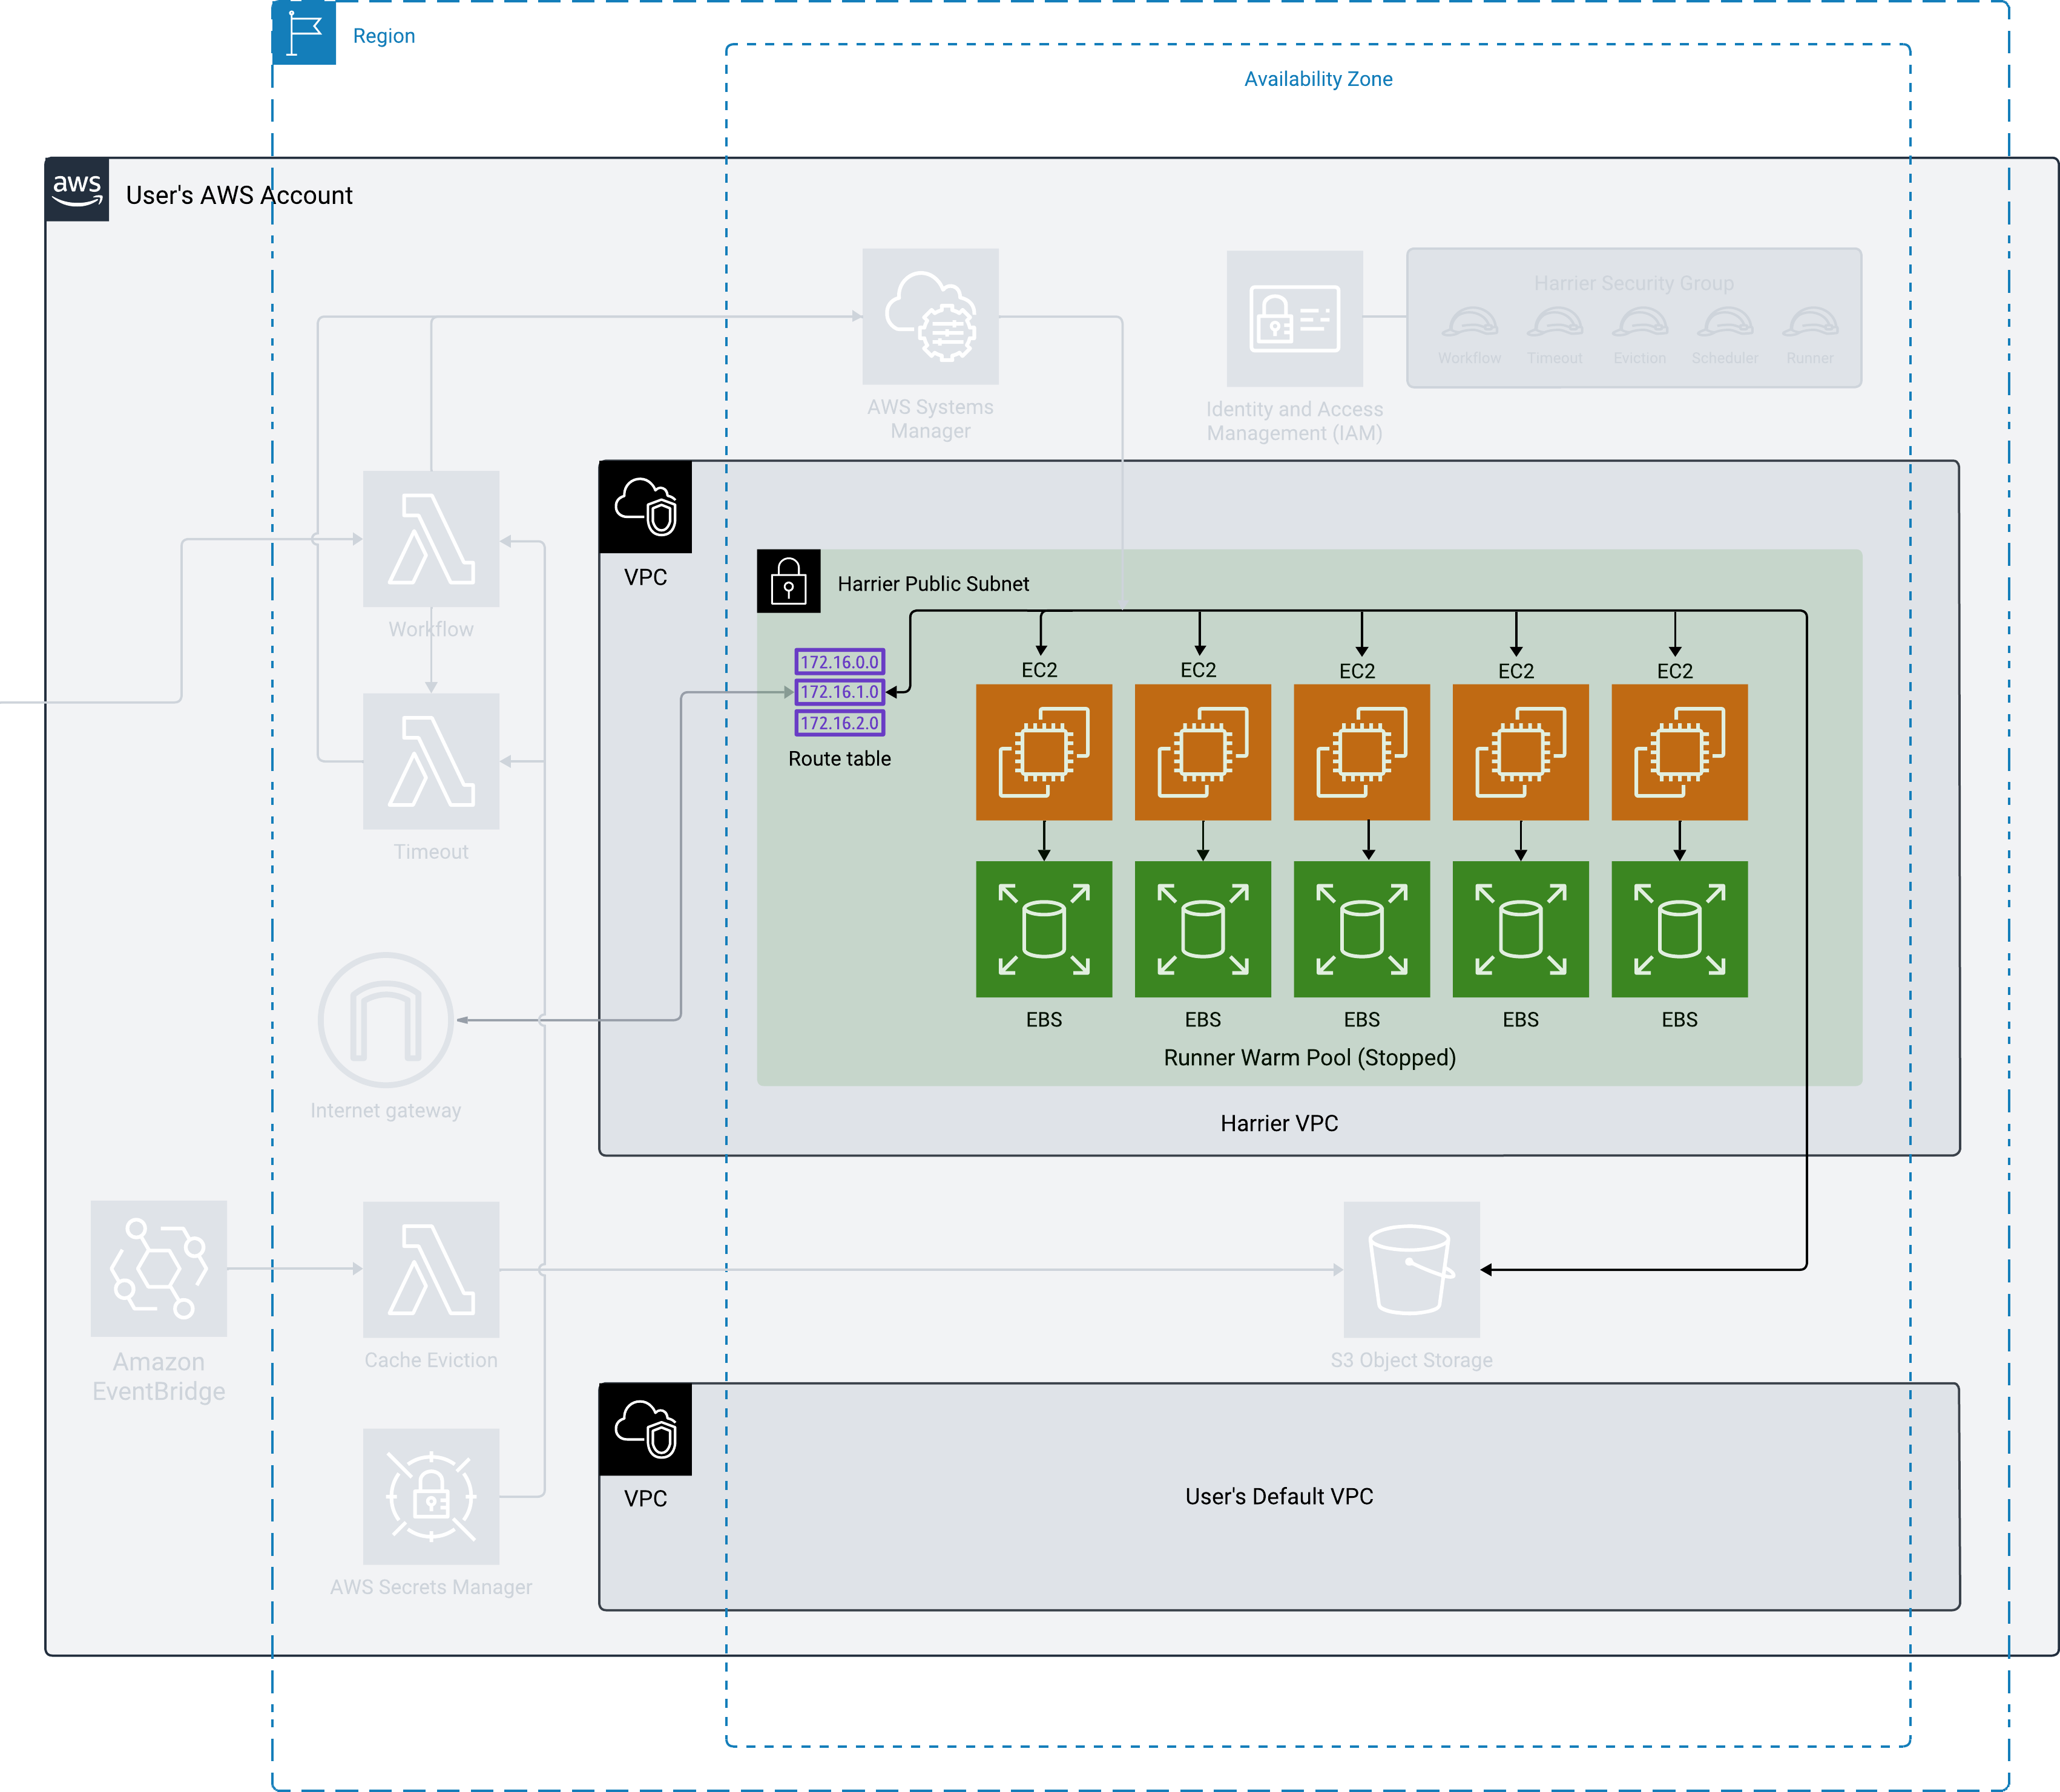 Region
Availability Zone
aws
User's AWS Account
Harrier Security Group
Workflow
Timeout
Eviction
Scheduler
Runner
AWS Systems
Manager
Identity and Access
Management (IAM)
VPC
Harrier Public Subnet
Workflow
172.16.0.0
172.16.1.0
172.16.2.0
Route table
EC2
EC2
EC2
EC2
EC2
Timeout
EBS
EBS
EBS
EBS
EBS
Runner Warm Pool (Stopped)
Internet gateway
Harrier VPC
Amazon
EventBridge
Cache Eviction
S3 Object Storage
VPC
User's Default VPC
AWS Secrets Manager